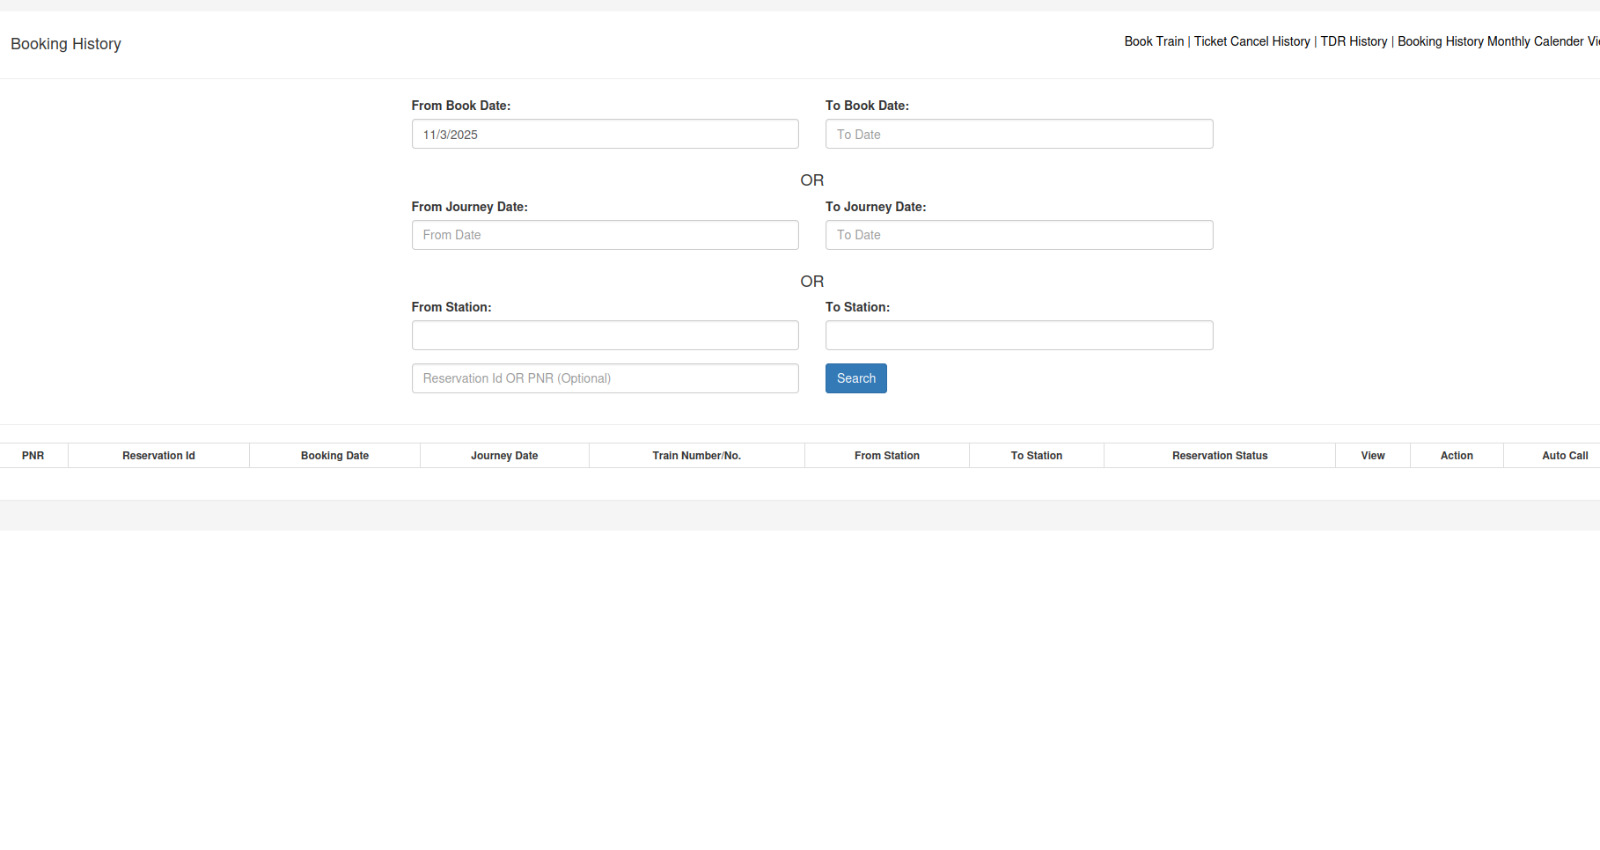 Booking History
Book Train | Ticket Cancel History | TDR History | Booking History Monthly Calender
From Book Date:
To Book Date:
11/3/2025
To Date
OR
From Journey Date:
To Journey Date:
From Date
To Date
OR
From Station:
To Station:
Reservation Id OR PNR (Optional)
Search
PNR
Reservation Id
Booking Date
Journey Date
Train Number/No.
From Station
To Station
Reservation Status
View
Action
Auto Call